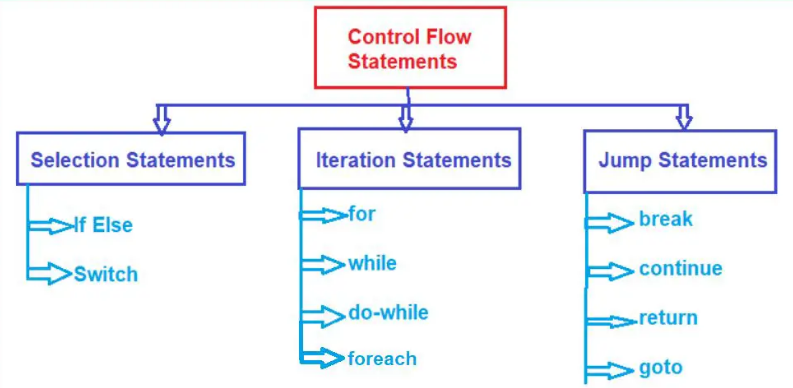 Control Flow
Statements
Selection Statements
If Else
Switch
Iteration Statements
for
while
do-while
foreach
Jump Statements
break
continue
return
goto